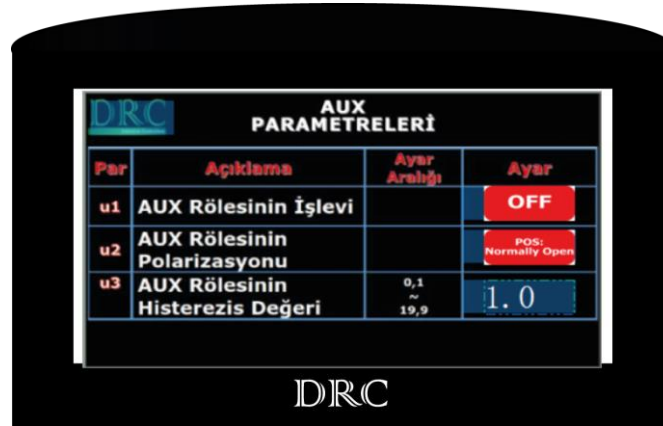 DRC
AUX
PARAMETRELERİ
Par Açıklama Ayar Aralığı Ayar
u1 AUX Rölesinin İşlevi OFF
u2 AUX Rölesinin Polarizasyonu POS: Normally Open
u3 AUX Rölesinin Histerezis Değeri 0,1 ~ 19,9 1.0
DRC